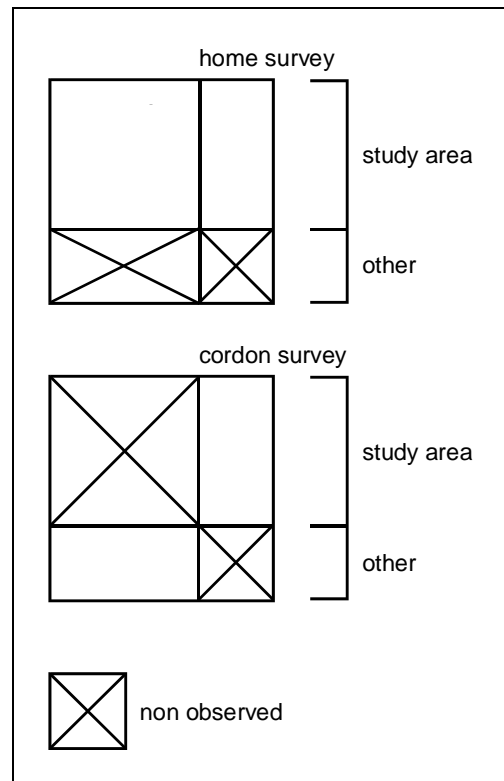 home survey
study area
other
cordon survey
study area
other
non observed